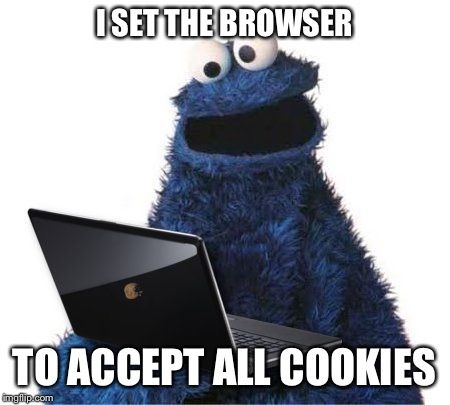 I SET THE BROWSER
TO ACCEPT ALL COOKIES
imgflip.com